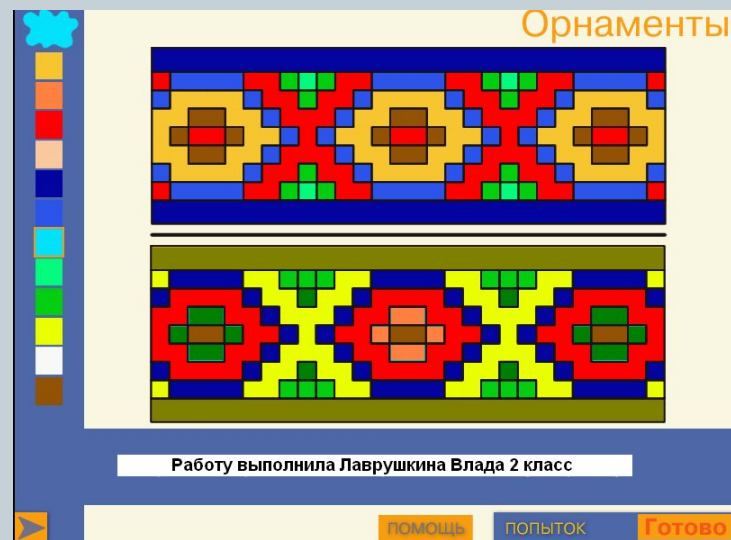 Орнаменты
Работу выполнила Лаврушкина Влада 2 класс
ПОМОЩЬ
ПОПЫТОК
Готово